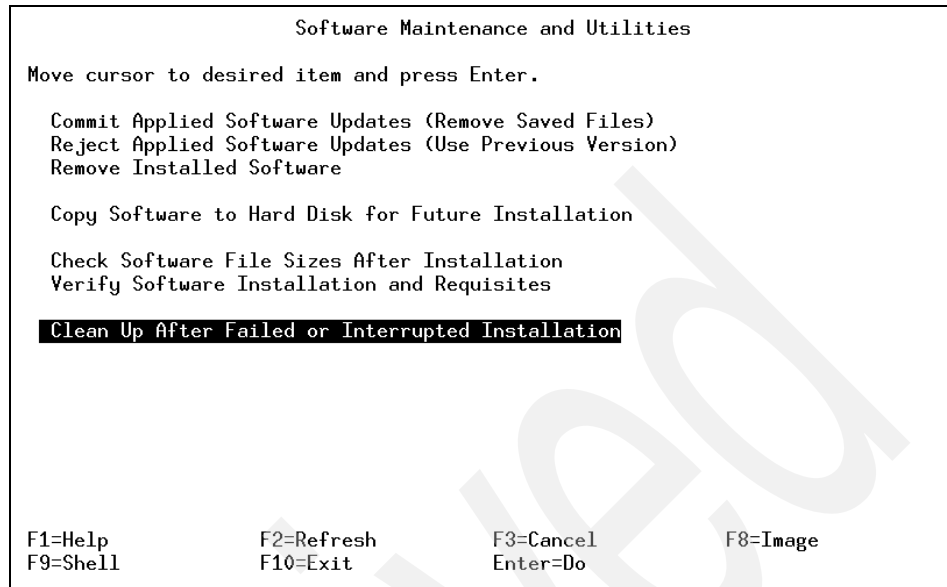 Software Maintenance and Utilities
Move cursor to desired item and press Enter.
Commit Applied Software Updates (Remove Saved Files)
Reject Applied Software Updates (Use Previous Version)
Remove Installed Software
Copy Software to Hard Disk for Future Installation
Check Software File Sizes After Installation
Verify Software Installation and Requisites
Clean Up After Failed or Interrupted Installation
F1=Help F2=Refresh F3=Cancel F8=Image
F9=Shell F10=Exit Enter=Do